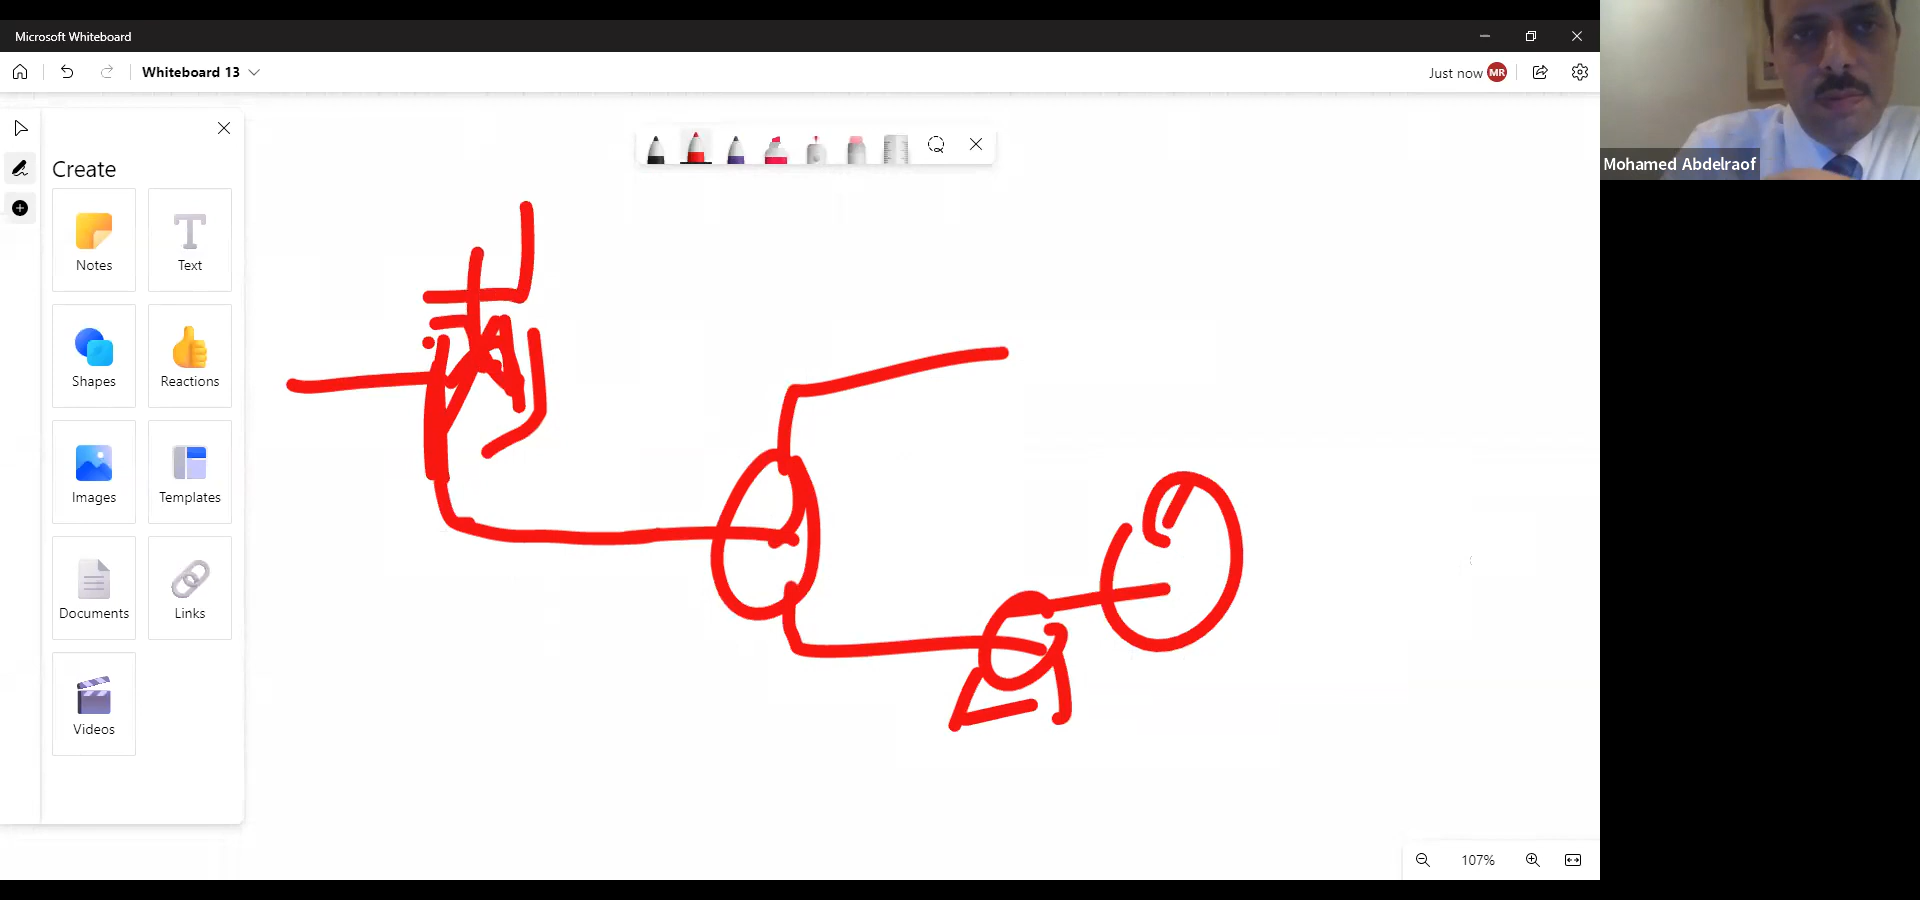 Microsoft Whiteboard
Whiteboard 13
Just now MR
Create
Notes
Text
Shapes
Reactions
Images
Templates
Documents
Links
Videos
Mohamed Abdelraof
107%